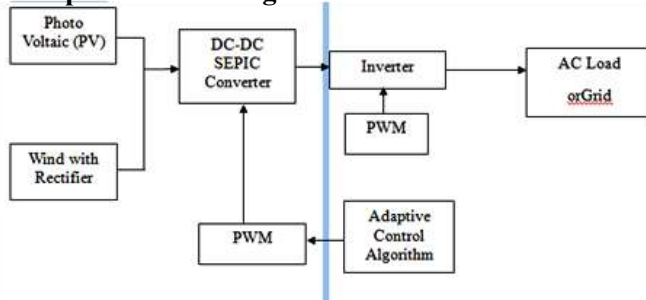 Photo
Voltaic (PV)
DC-DC
SEPIC
Converter
Inverter
AC Load
orGrid
PWM
Wind with
Rectifier
PWM
Adaptive
Control
Algorithm